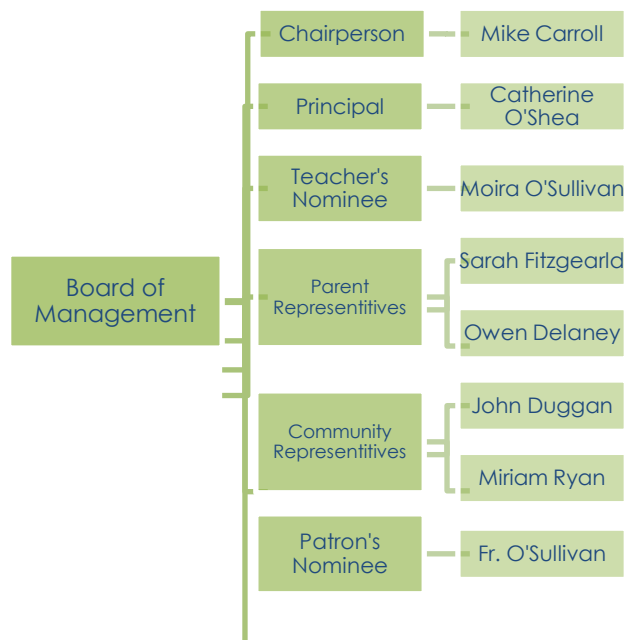 Chairperson
Mike Carroll
Principal
Catherine
O'Shea
Teacher's
Nominee
Moira O'Sullivan
Board of
Management
Parent
Representitives
Sarah Fitzgearld
Owen Delaney
Community
Representitives
John Duggan
Miriam Ryan
Patron's
Nominee
Fr. O'Sullivan